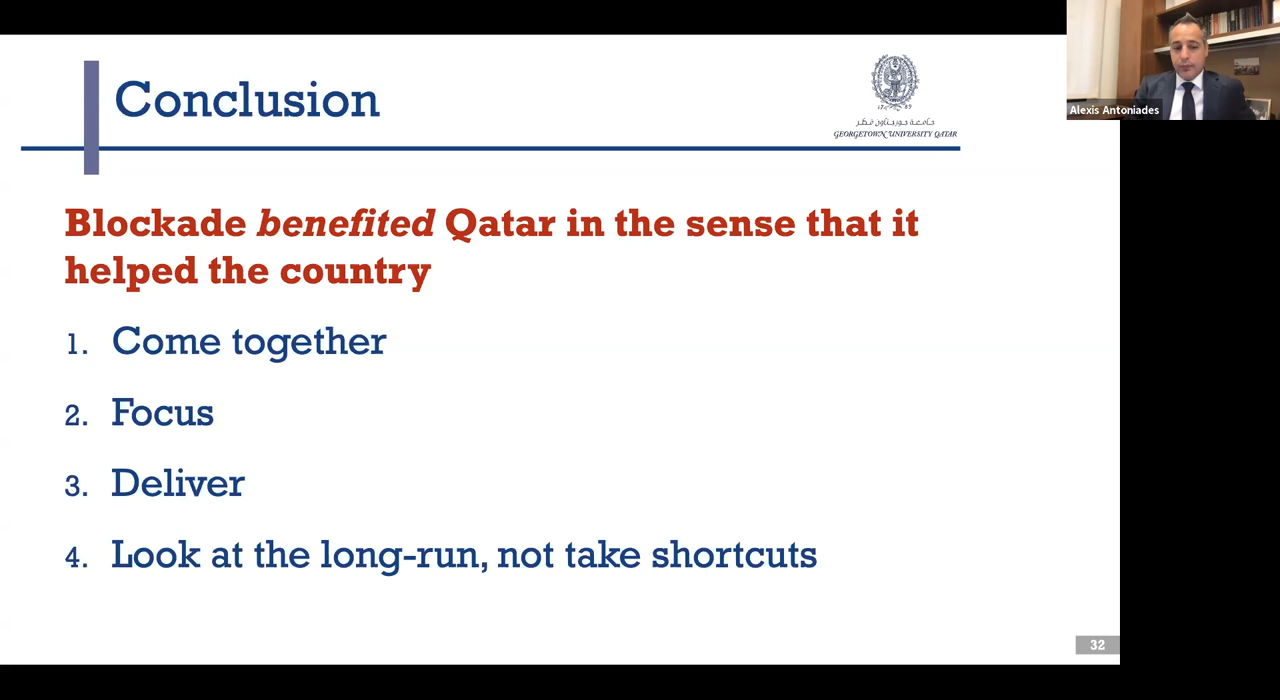 Conclusion
جامعة جورجتاون قطر
GEORGETOWN UNIVERSITY QATAR
Alexis Antoniades
Blockade benefited Qatar in the sense that it
helped the country
1. Come together
2. Focus
3. Deliver
4. Look at the long-run, not take shortcuts
32